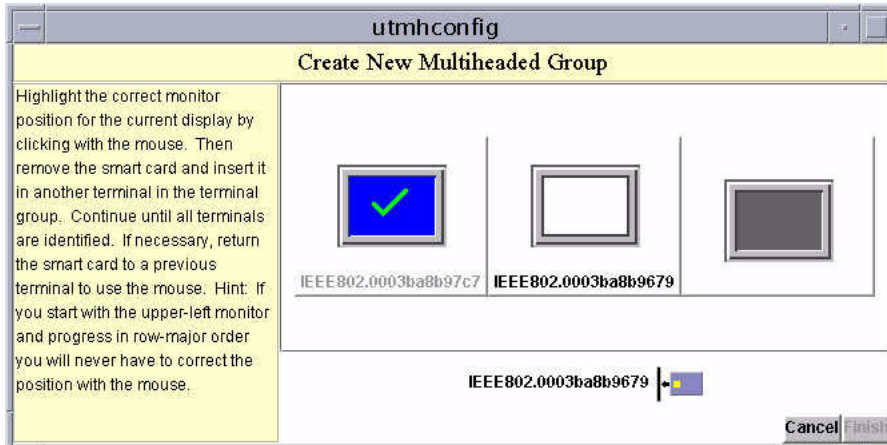 utmhconfig
Create New Multiheaded Group
Highlight the correct monitor
position for the current display by
clicking with the mouse. Then
remove the smart card and insert it
in another terminal in the terminal
group. Continue until all terminals
are identified. If necessary, return
the smart card to a previous
terminal to use the mouse. Hint: If
you start with the upper-left monitor
and progress in row-major order
you will never have to correct the
position with the mouse.
IEEE802.0003ba8b97c7
IEEE802.0003ba8b9679
IEEE802.0003ba8b9679
Cancel
Finish